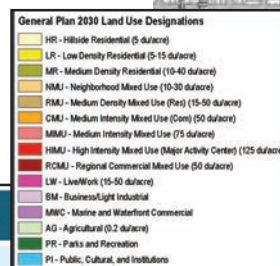 General Plan 2030 Land Use Designations
HR - Hillside Residential (5 du/acre)
LR - Low Density Residential (5-15 du/acre)
MR - Medium Density Residential (10-40 du/acre)
NMU - Neighborhood Mixed Use (10-30 du/acre)
RMU - Medium Density Mixed Use (Res) (15-50 du/acre)
CMU - Medium Intensity Mixed Use (Com) (50 du/acre)
MIMU - Medium Intensity Mixed Use (75 du/acre)
HIMU - High Intensity Mixed Use (Major Activity Center) (125 du/acre)
RCMU - Regional Commercial Mixed Use (50 du/acre)
LW - Live/Work (15-50 du/acre)
BM - Business/Light Industrial
MWC - Marine and Waterfront Commercial
AG - Agricultural (0.2 du/acre)
PR - Parks and Recreation
PI - Public, Cultural, and Institutions